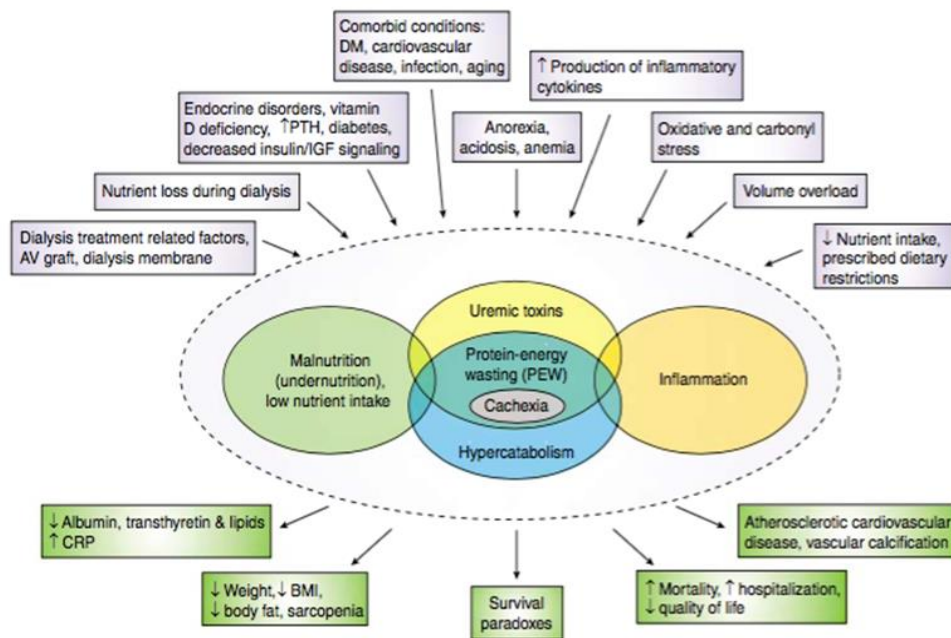 Comorbid conditions:
DM, cardiovascular
disease, infection, aging
↑ Production of inflammatory
cytokines
Endocrine disorders, vitamin
D deficiency, ↑PTH, diabetes,
decreased insulin/IGF signaling
Anorexia,
acidosis, anemia
Oxidative and carbonyl
stress
Nutrient loss during dialysis
Volume overload
Dialysis treatment related factors,
AV graft, dialysis membrane
↓ Nutrient intake,
prescribed dietary
restrictions
Uremic toxins
Malnutrition
(undernutrition),
low nutrient intake
Protein-energy
wasting (PEW)
Cachexia
Inflammation
Hypercatabolism
↓ Albumin, transthyretin & lipids
↑ CRP
Atherosclerotic cardiovascular
disease, vascular calcification
↓ Weight, ↓ BMI,
↓ body fat, sarcopenia
Survival
paradoxes
↑ Mortality, ↑ hospitalization,
↓ quality of life